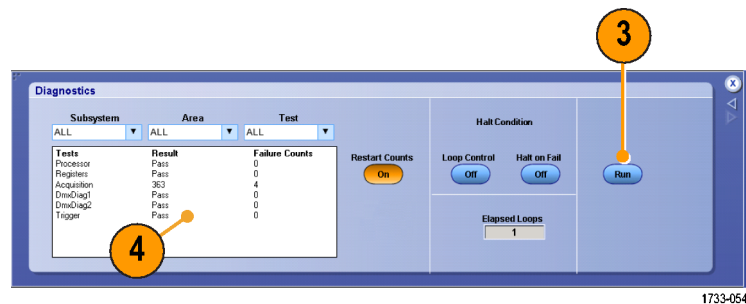 3
Diagnostics
X
Subsystem Area Test
ALL ALL ALL
Halt Condition
Tests Result Failure Counts
Processor Pass 0
Registers Pass 0
Acquisition 363 4
DmxDiag1 Pass 0
DmxDiag2 Pass 0
Trigger Pass 0
Restart Counts
On
Loop Control Halt on Fail
Off Off
Run
Elapsed Loops
1
4
1733-054